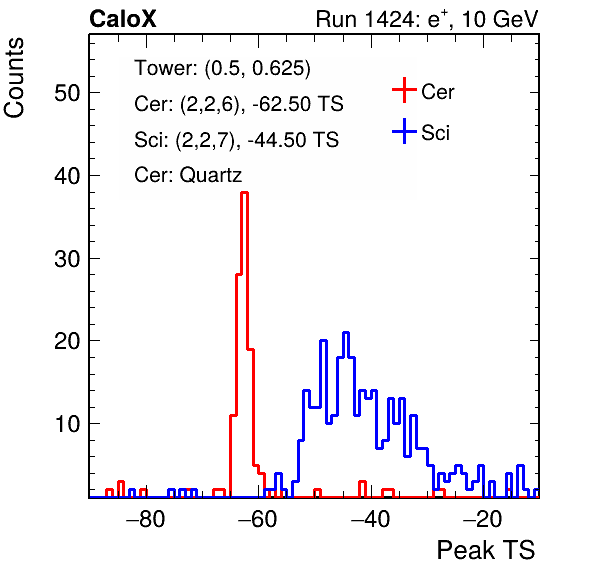 CaloX Run 1424: e⁺, 10 GeV
Counts
Tower: (0.5, 0.625)
Cer: (2,2,6), -62.50 TS
Sci: (2,2,7), -44.50 TS
Cer: Quartz
Cer
Sci
50
40
30
20
10
−80 −60 −40 −20
Peak TS